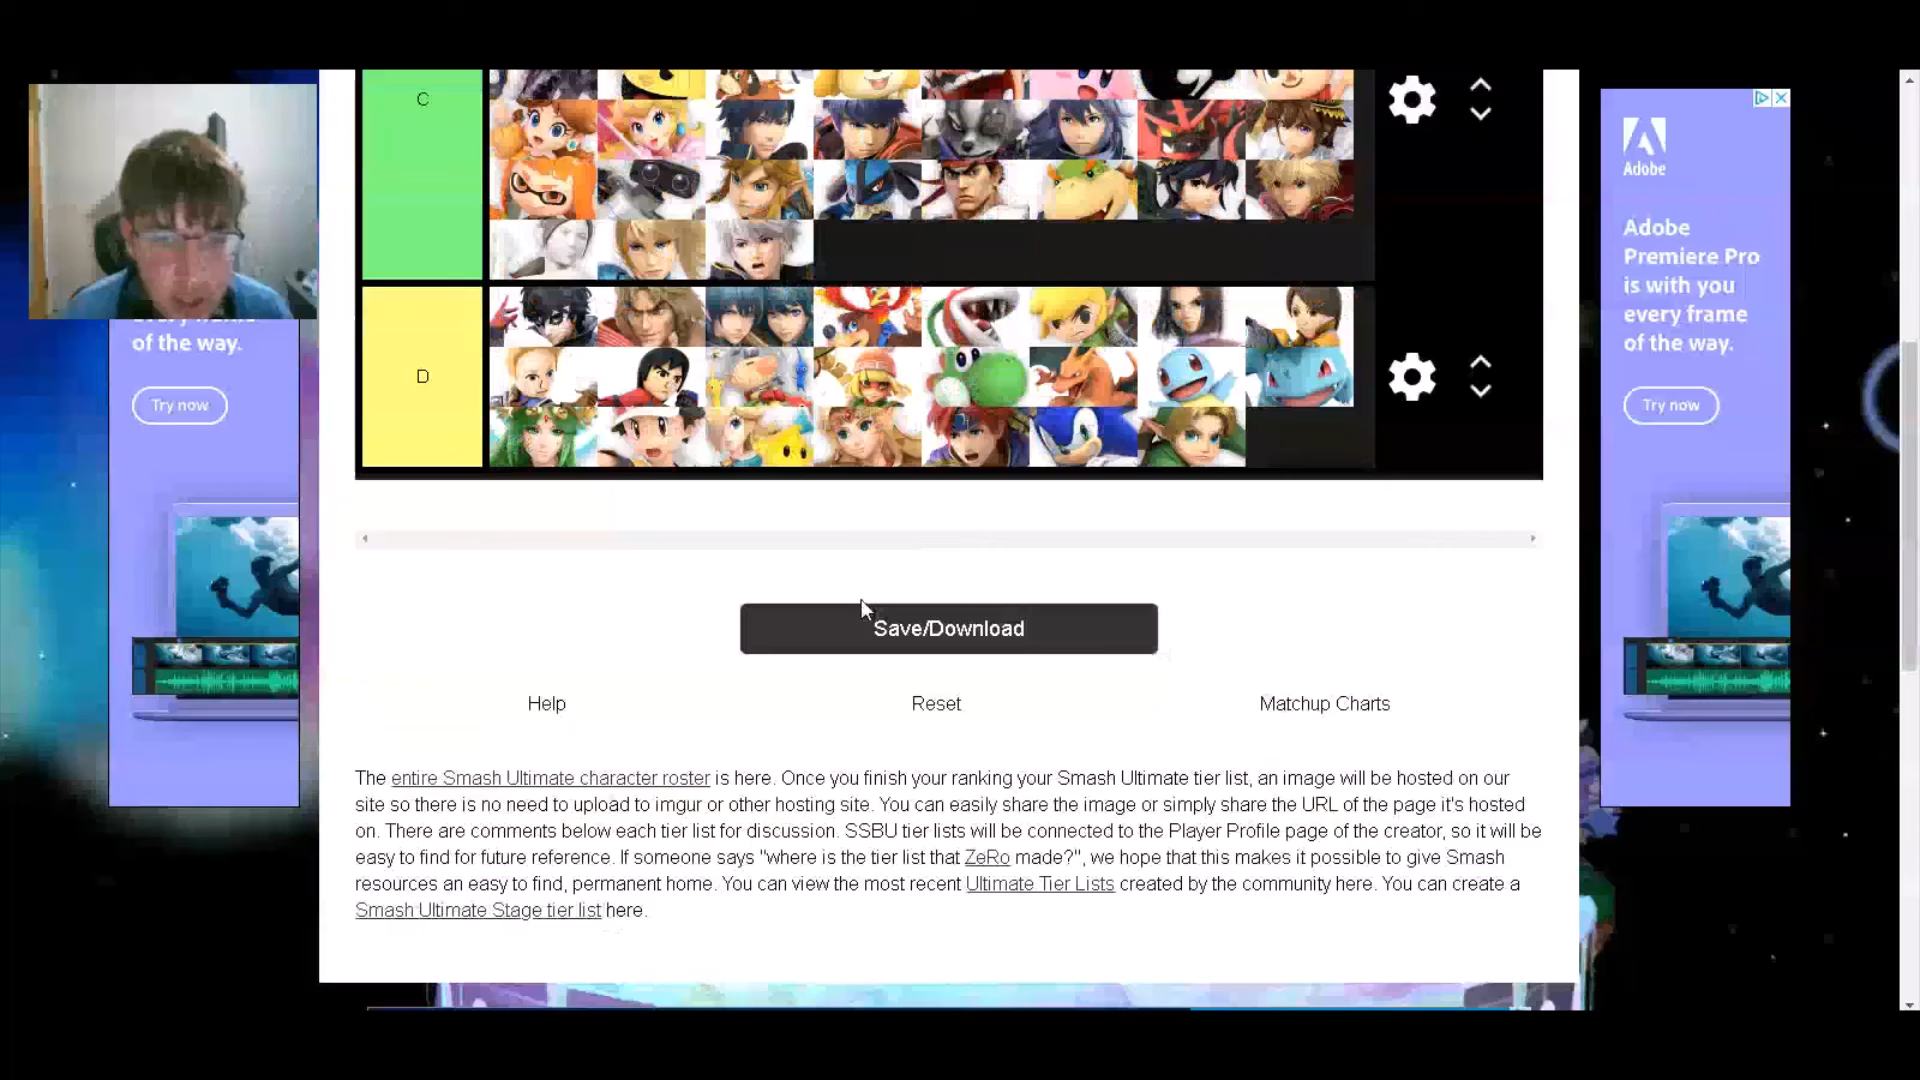 C
D
of the way.
Try now
Adobe
Adobe
Premiere Pro
is with you
every frame
of the way.
Try now
Save/Download
Help
Reset
Matchup Charts
The entire Smash Ultimate character roster is here. Once you finish your ranking your Smash Ultimate tier list, an image will be hosted on our
site so there is no need to upload to imgur or other hosting site. You can easily share the image or simply share the URL of the page it's hosted
on. There are comments below each tier list for discussion. SSBU tier lists will be connected to the Player Profile page of the creator, so it will be
easy to find for future reference. If someone says "where is the tier list that ZeRo made?", we hope that this makes it possible to give Smash
resources an easy to find, permanent home. You can view the most recent Ultimate Tier Lists created by the community here. You can create a
Smash Ultimate Stage tier list here.